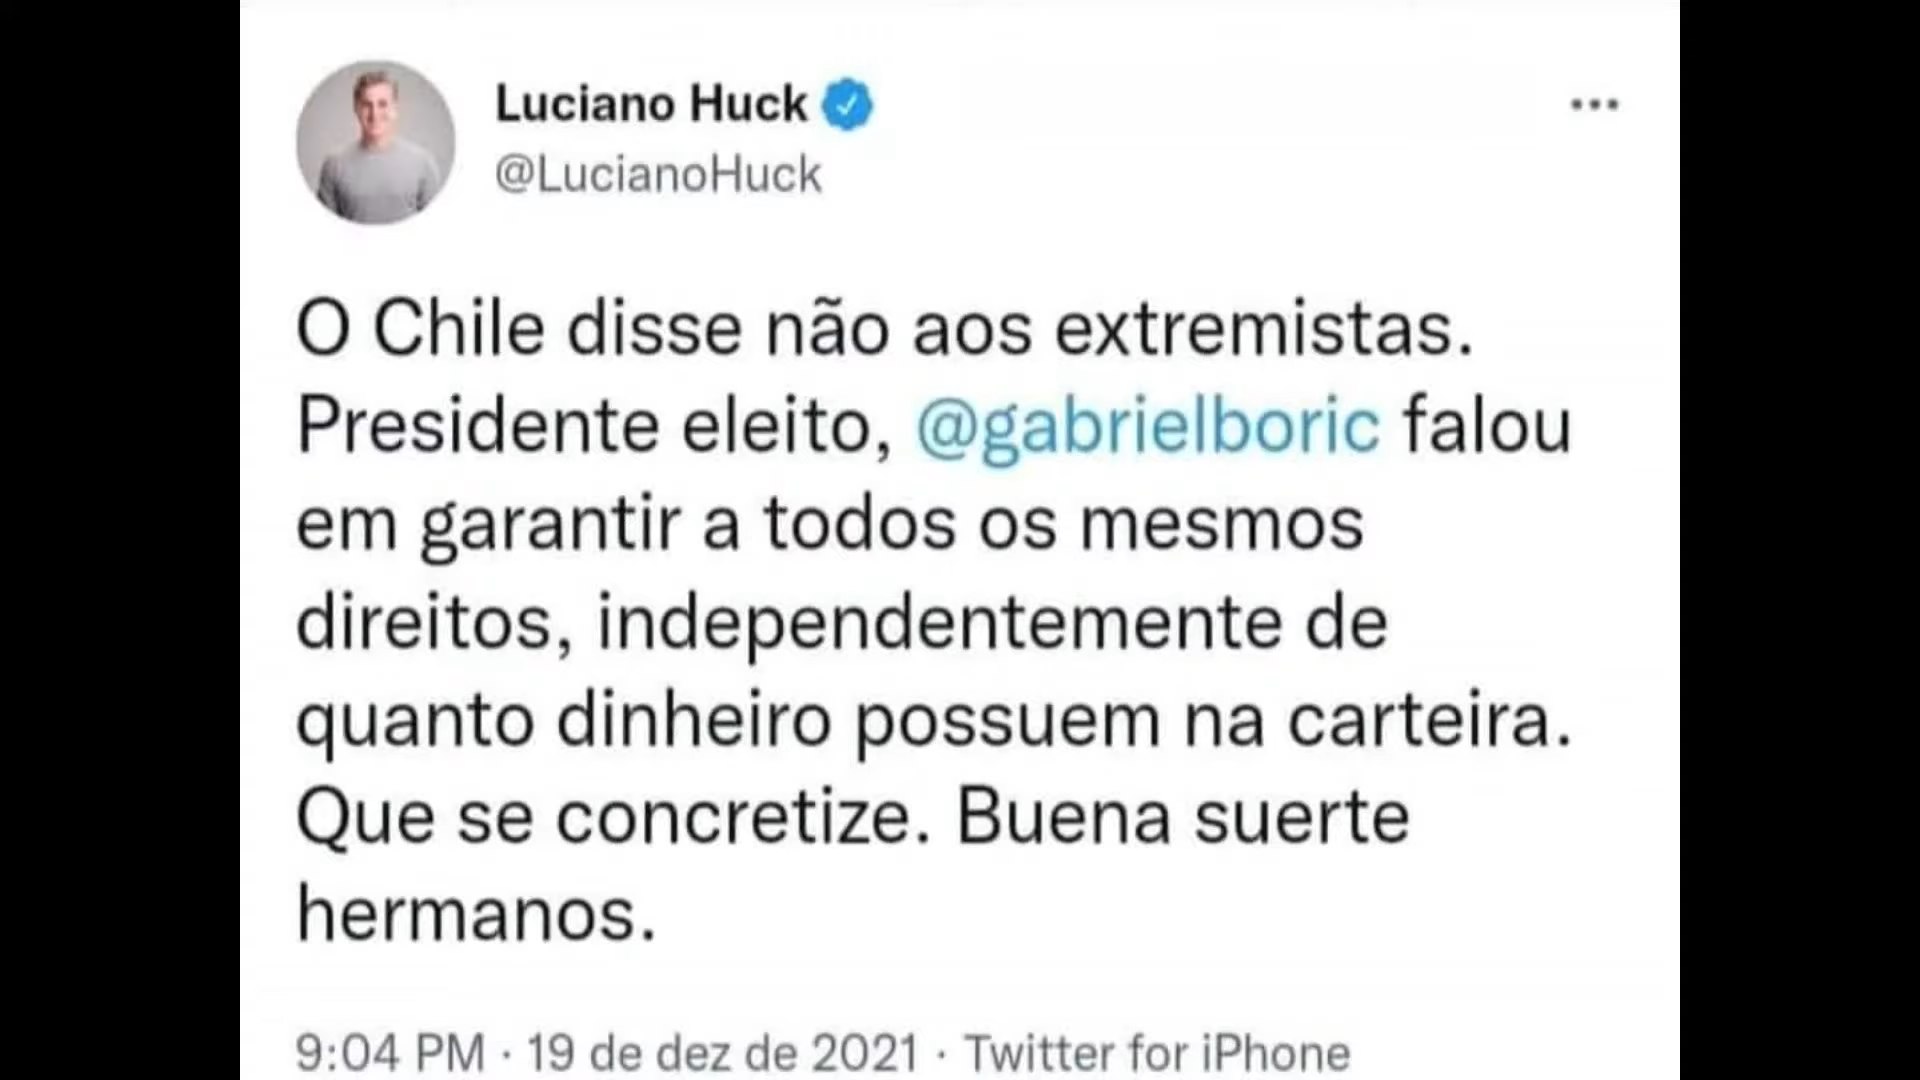 Luciano Huck
@LucianoHuck
O Chile disse não aos extremistas.
Presidente eleito, @gabrielboric falou
em garantir a todos os mesmos
direitos, independentemente de
quanto dinheiro possuem na carteira.
Que se concretize. Buena suerte
hermanos.
9:04 PM · 19 de dez de 2021 · Twitter for iPhone